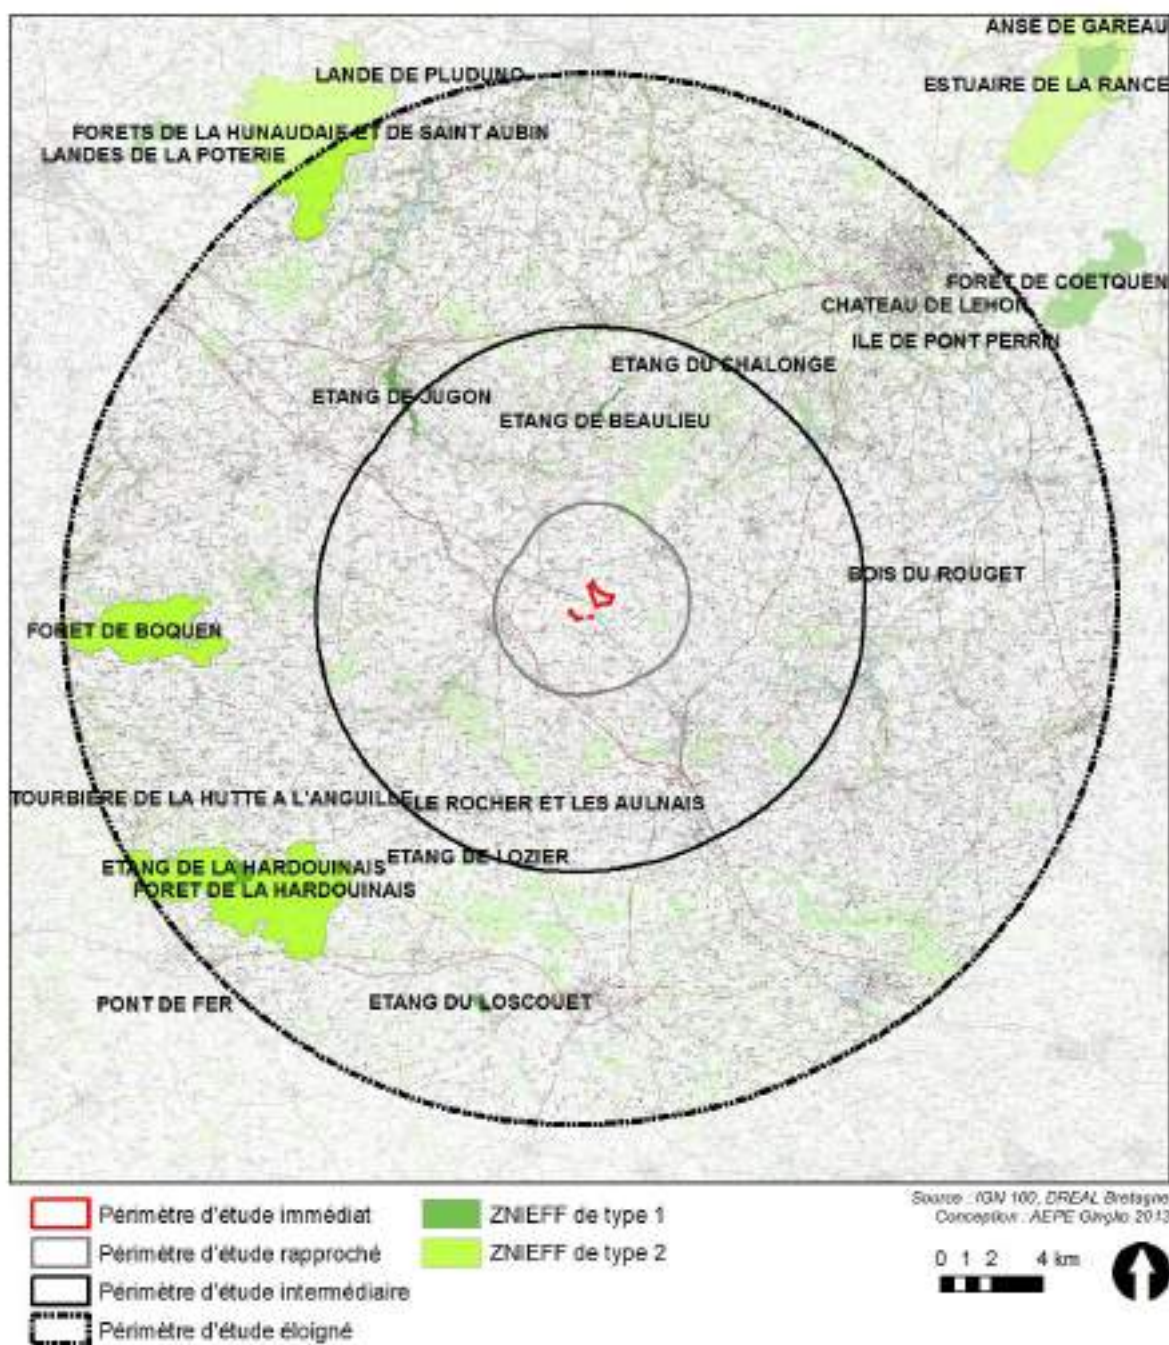 ANSE DE GAREAU
LANDE DE PLUDUNO
ESTUAIRE DE LA RANCE
FORETS DE LA HUNAUDAIE ET DE SAINT AUBIN
LANDES DE LA POTERIE
FORET DE COETQUEN
CHATEAU DE LEHON
ILE DE PONT PERRIN
ETANG DU CHALONGE
ETANG DE JUGON
ETANG DE BEAULIEU
BOIS DU ROUGET
FORET DE BOQUEN
TOURBIERE DE LA HUTTE A L'ANGUILLE
LE ROCHER ET LES AULNAIS
ETANG DE LOZIER
ETANG DE LA HARDOUINAIS
FORET DE LA HARDOUINAIS
PONT DE FER
ETANG DU LOSCOUET
Périmètre d'étude immédiat
Périmètre d'étude rapproché
Périmètre d'étude intermédiaire
Périmètre d'étude éloigné
ZNIEFF de type 1
ZNIEFF de type 2
Source : IGN 100, DREAL Bretagne
Conception : AEPE Gingko 2013
0 1 2 4 km